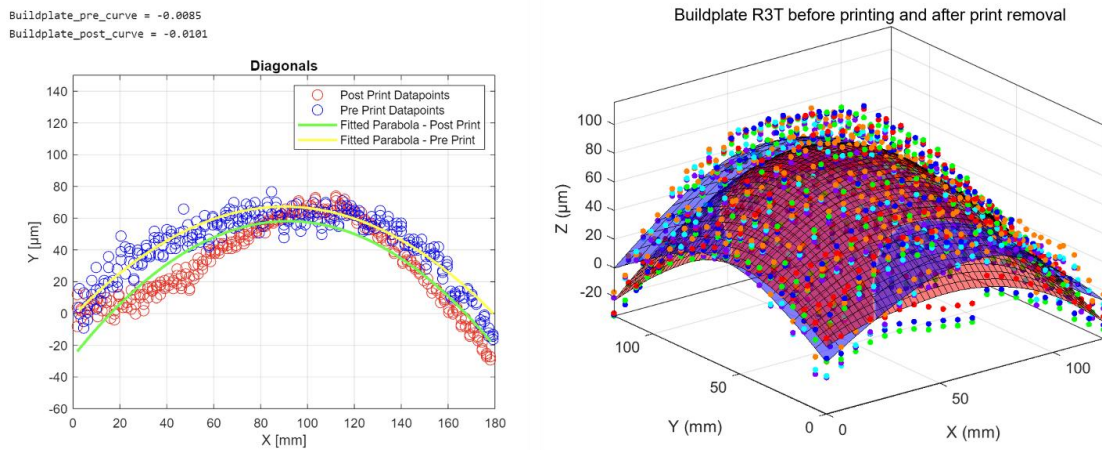 Buildplate_pre_curve = -0.0085
Buildplate_post_curve = -0.0101
Diagonals
Post Print Datapoints
Pre Print Datapoints
Fitted Parabola - Post Print
Fitted Parabola - Pre Print
140
120
100
80
60
40
20
0
-20
-40
-60
Y [µm]
0 20 40 60 80 100 120 140 160 180
X [mm]
Buildplate R3T before printing and after print removal
100
80
60
40
20
0
-20
Z (µm)
100
50
0
Y (mm)
0
50
100
X (mm)